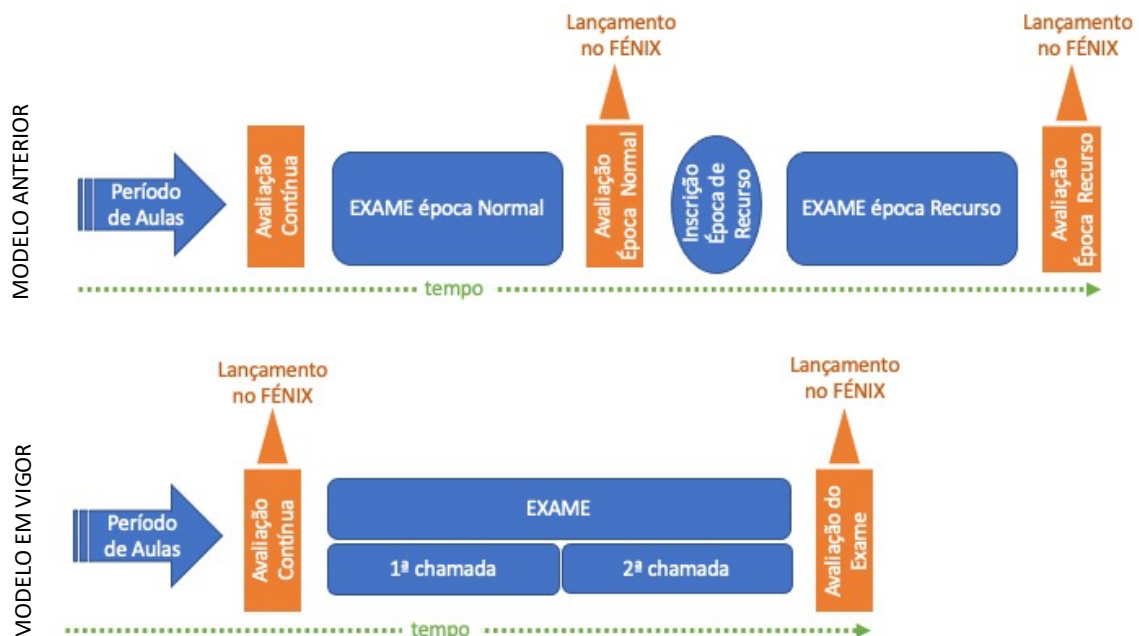 MODELO ANTERIOR
Lançamento
no FÉNIX
Lançamento
no FÉNIX
Período
de Aulas
Avaliação
Contínua
EXAME época Normal
Avaliação
Época Normal
Inscrição
Época de
Recurso
EXAME época Recurso
Avaliação
Época Recurso
tempo
MODELO EM VIGOR
Lançamento
no FÉNIX
Lançamento
no FÉNIX
Período
de Aulas
Avaliação
Contínua
EXAME
1ª chamada
2ª chamada
Avaliação do
Exame
tempo